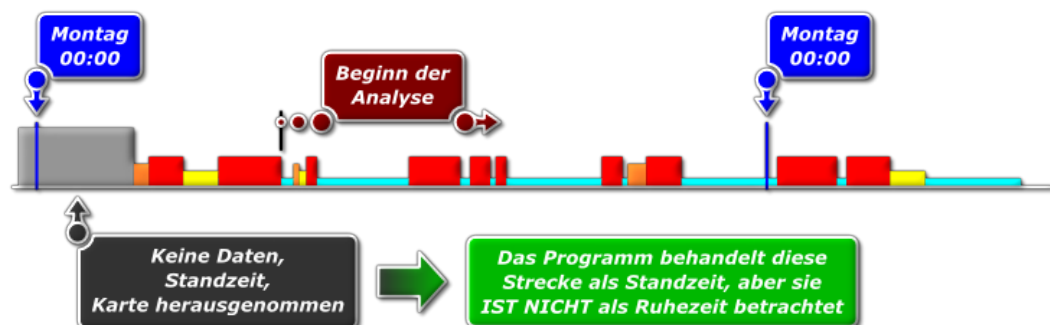 Montag
00:00
Beginn der
Analyse
Montag
00:00
Keine Daten,
Standzeit,
Karte herausgenommen
Das Programm behandelt diese
Strecke als Standzeit, aber sie
IST NICHT als Ruhezeit betrachtet